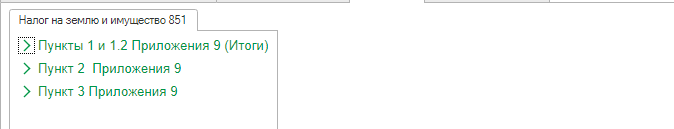 Налог на землю и имущество 851
Пункты 1 и 1.2 Приложения 9 (Итоги)
Пункт 2  Приложения 9
Пункт 3 Приложения 9